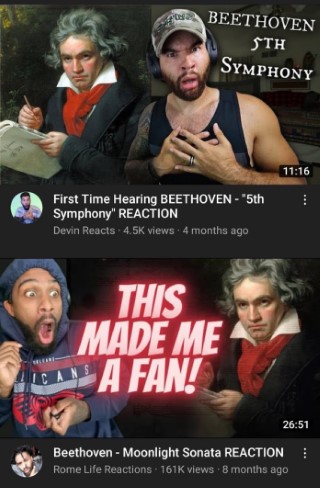 BEETHOVEN
5TH
SYMPHONY
11:16
First Time Hearing BEETHOVEN - "5th
Symphony" REACTION
Devin Reacts · 4.5K views · 4 months ago
THIS
MADE ME
A FAN!
ICANS
26:51
Beethoven - Moonlight Sonata REACTION
Rome Life Reactions · 161K views · 8 months ago